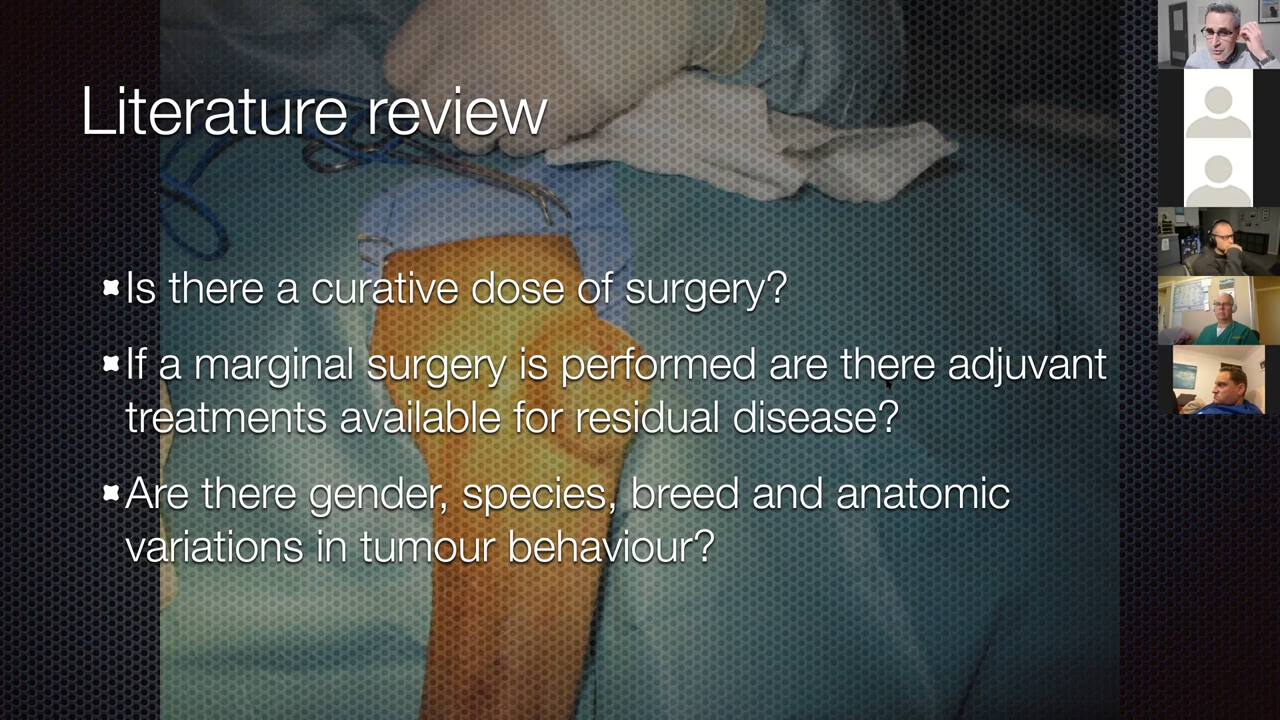 Literature review
Is there a curative dose of surgery?
If a marginal surgery is performed are there adjuvant
treatments available for residual disease?
Are there gender, species, breed and anatomic
variations in tumour behaviour?